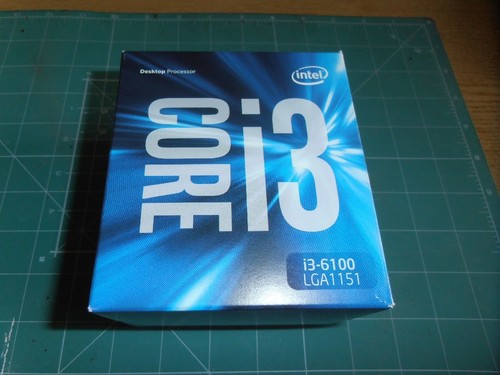 Desktop Processor
intel
CORE
i3
i3-6100
LGA1151